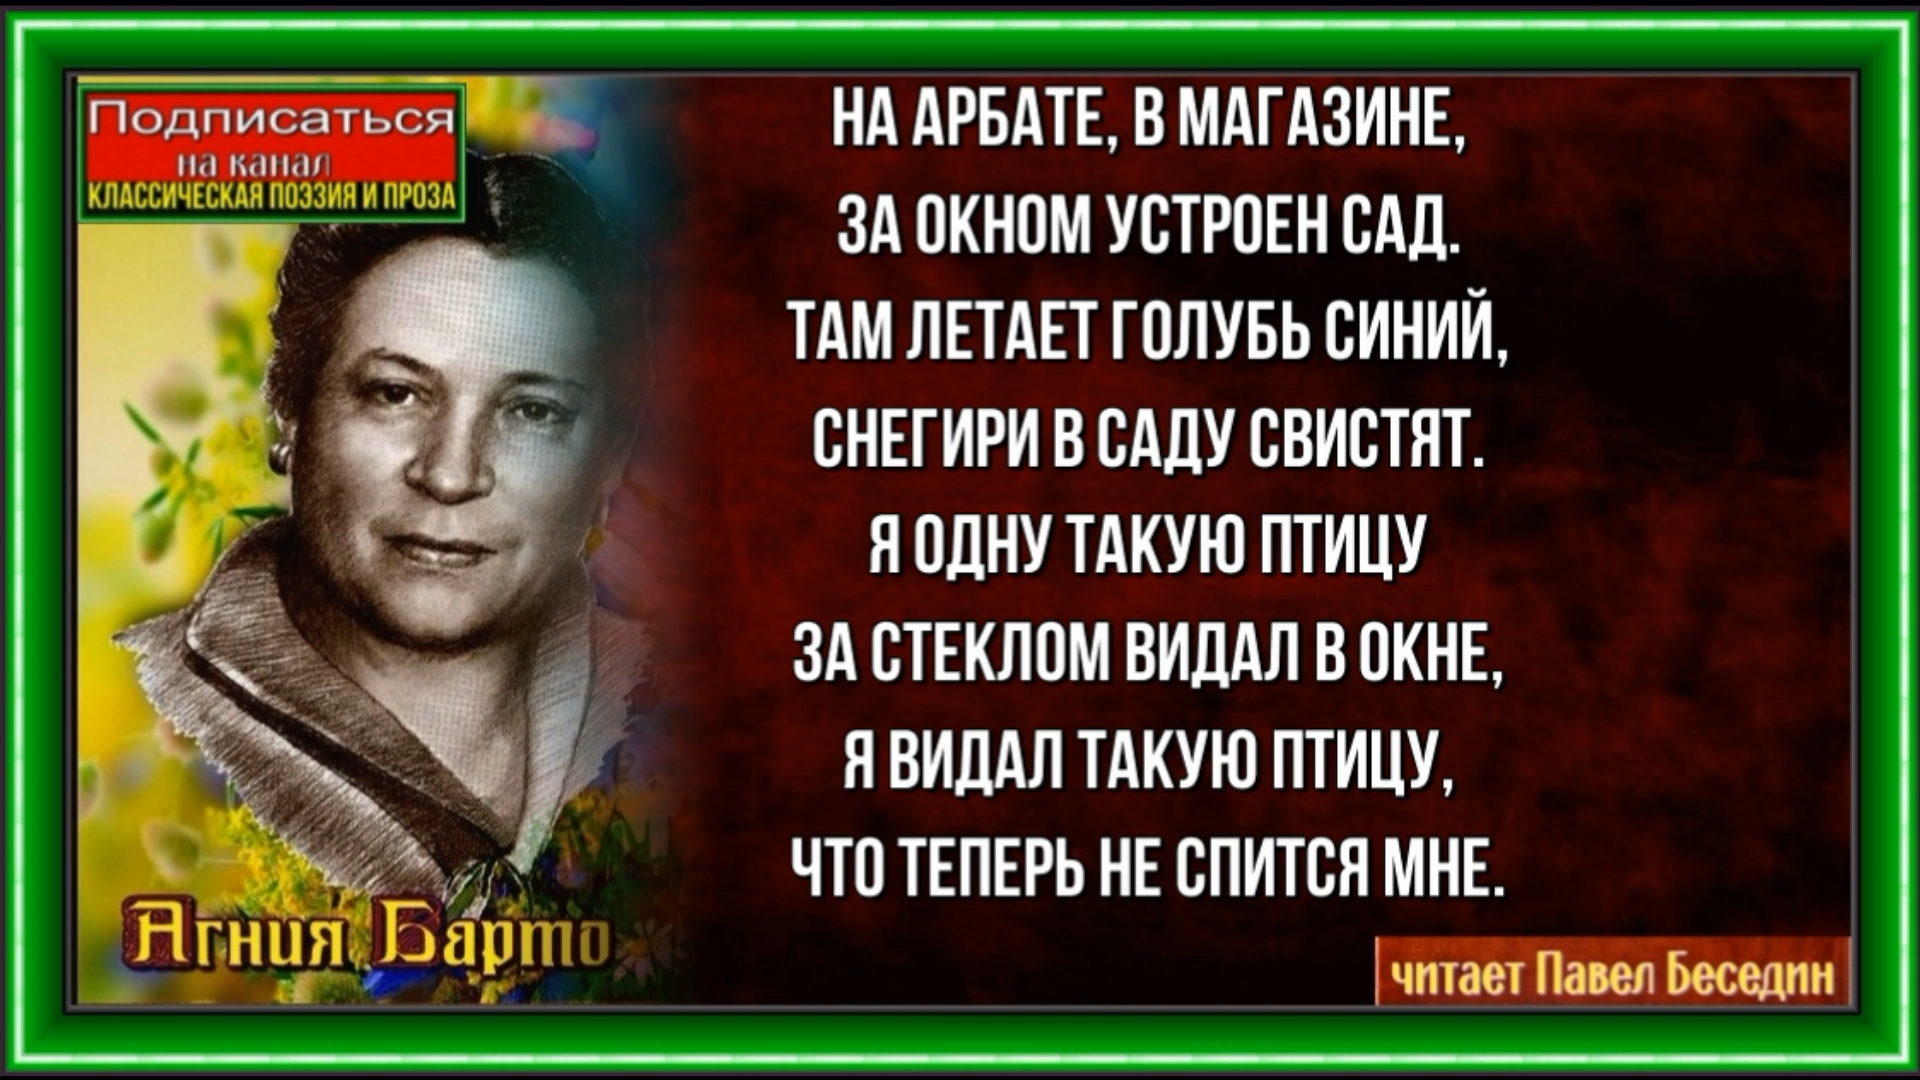 Подписаться
на канал
КЛАССИЧЕСКАЯ ПОЭЗИЯ И ПРОЗА
НА АРБАТЕ, В МАГАЗИНЕ,
ЗА ОКНОМ УСТРОЕН САД.
ТАМ ЛЕТАЕТ ГОЛУБЬ СИНИЙ,
СНЕГИРИ В САДУ СВИСТЯТ.
Я ОДНУ ТАКУЮ ПТИЦУ
ЗА СТЕКЛОМ ВИДАЛ В ОКНЕ,
Я ВИДАЛ ТАКУЮ ПТИЦУ,
ЧТО ТЕПЕРЬ НЕ СПИТСЯ МНЕ.
Агния Барто
читает Павел Беседин